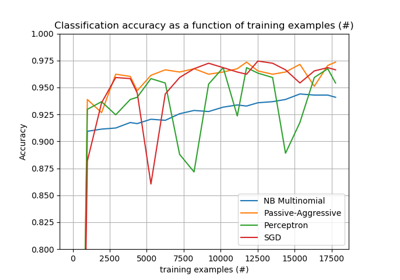 Classification accuracy as a function of training examples (#)
1.000
0.975
0.950
0.925
0.900
0.875
0.850
0.825
0.800
Accuracy
NB Multinomial
Passive-Aggressive
Perceptron
SGD
0 2500 5000 7500 10000 12500 15000 17500
training examples (#)